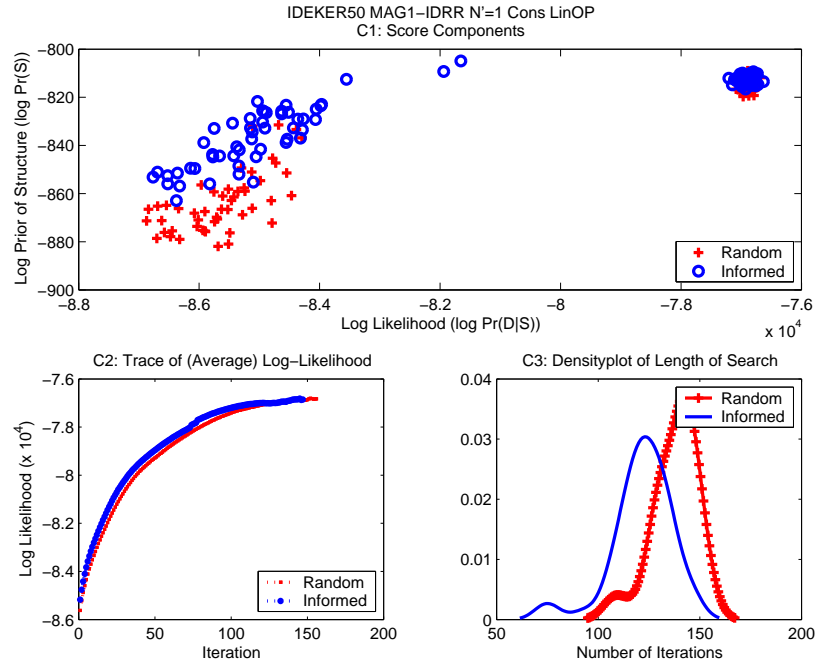 IDEKER50 MAG1−IDRR N'=1 Cons LinOP
C1: Score Components
−800
−820
−840
−860
−880
−900
Log Prior of Structure (log Pr(S))
Random
Informed
−8.8
−8.6
−8.4
−8.2
−8
−7.8
−7.6
Log Likelihood (log Pr(D|S))
x 10^4
C2: Trace of (Average) Log−Likelihood
−7.6
−7.8
−8
−8.2
−8.4
−8.6
Log Likelihood (x 10^4)
Random
Informed
0
50
100
150
200
Iteration
C3: Densityplot of Length of Search
0.04
0.03
0.02
0.01
0
Random
Informed
50
100
150
200
Number of Iterations